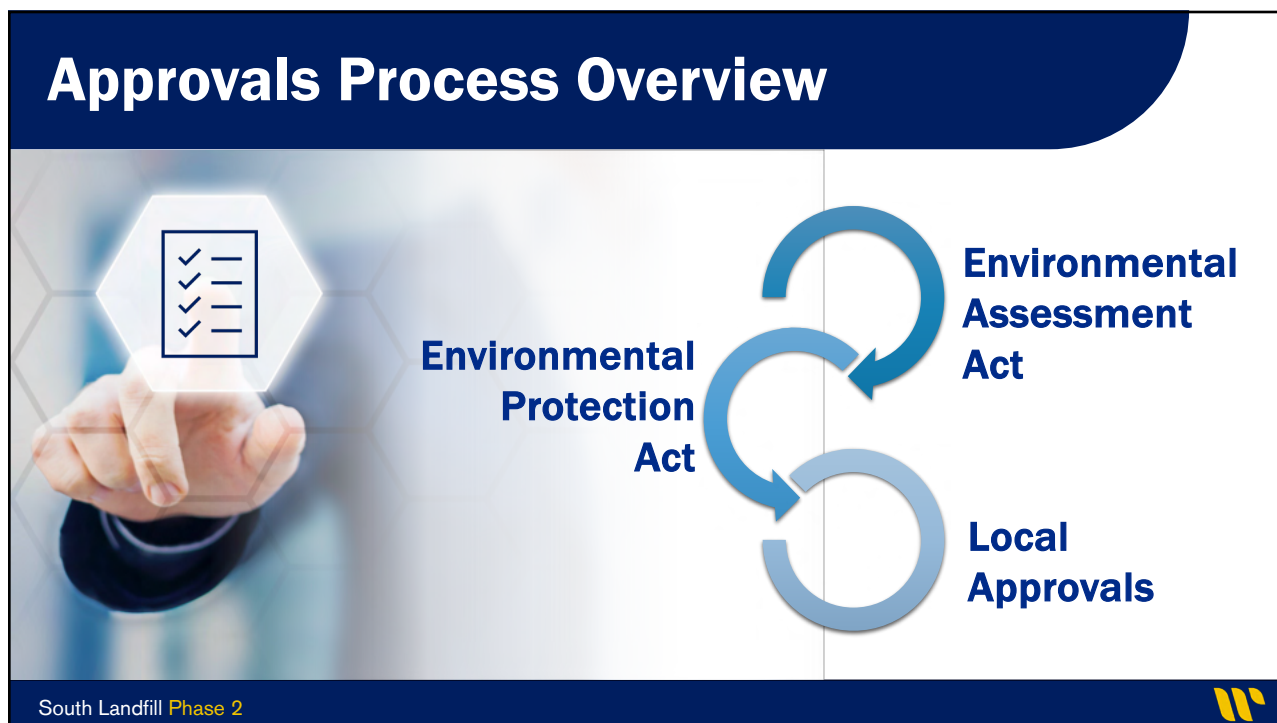 Approvals Process Overview
Environmental
Assessment
Act
Environmental
Protection
Act
Local
Approvals
South Landfill Phase 2